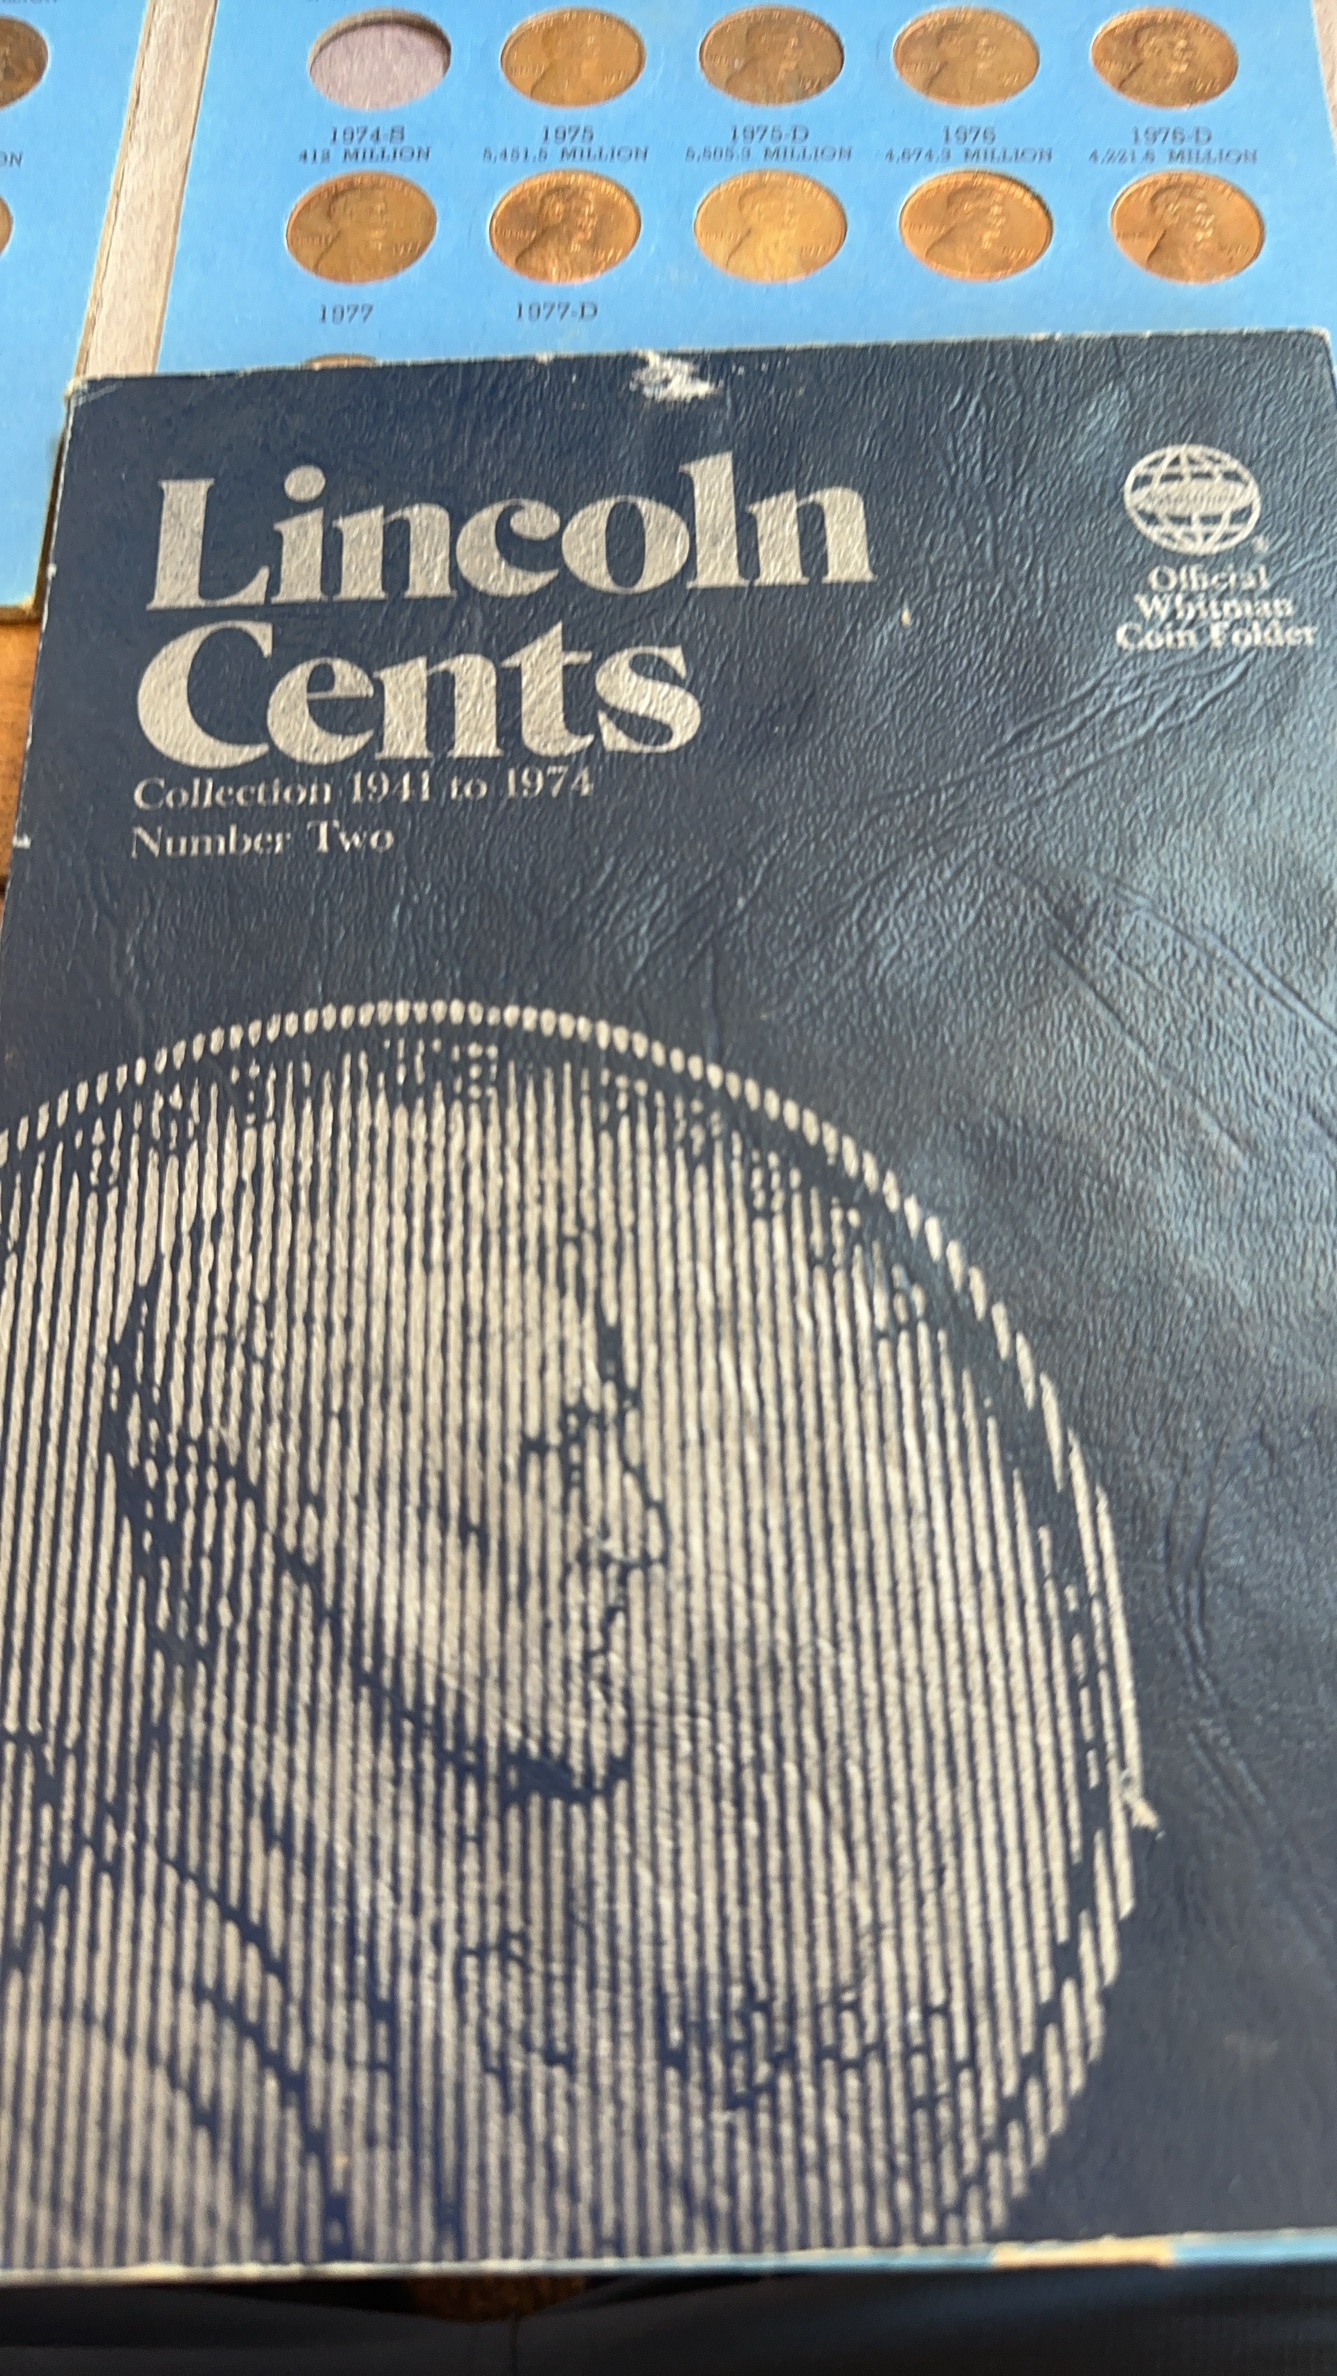 1974-S 1975 1975-D 1976 1976-D
412 MILLION 5,451.5 MILLION 5,505.3 MILLION 4,674.3 MILLION 4,221.5 MILLION
1977 1977-D
Lincoln
Cents
Collection 1941 to 1974
Number Two
Official
Whitman
Coin Folder